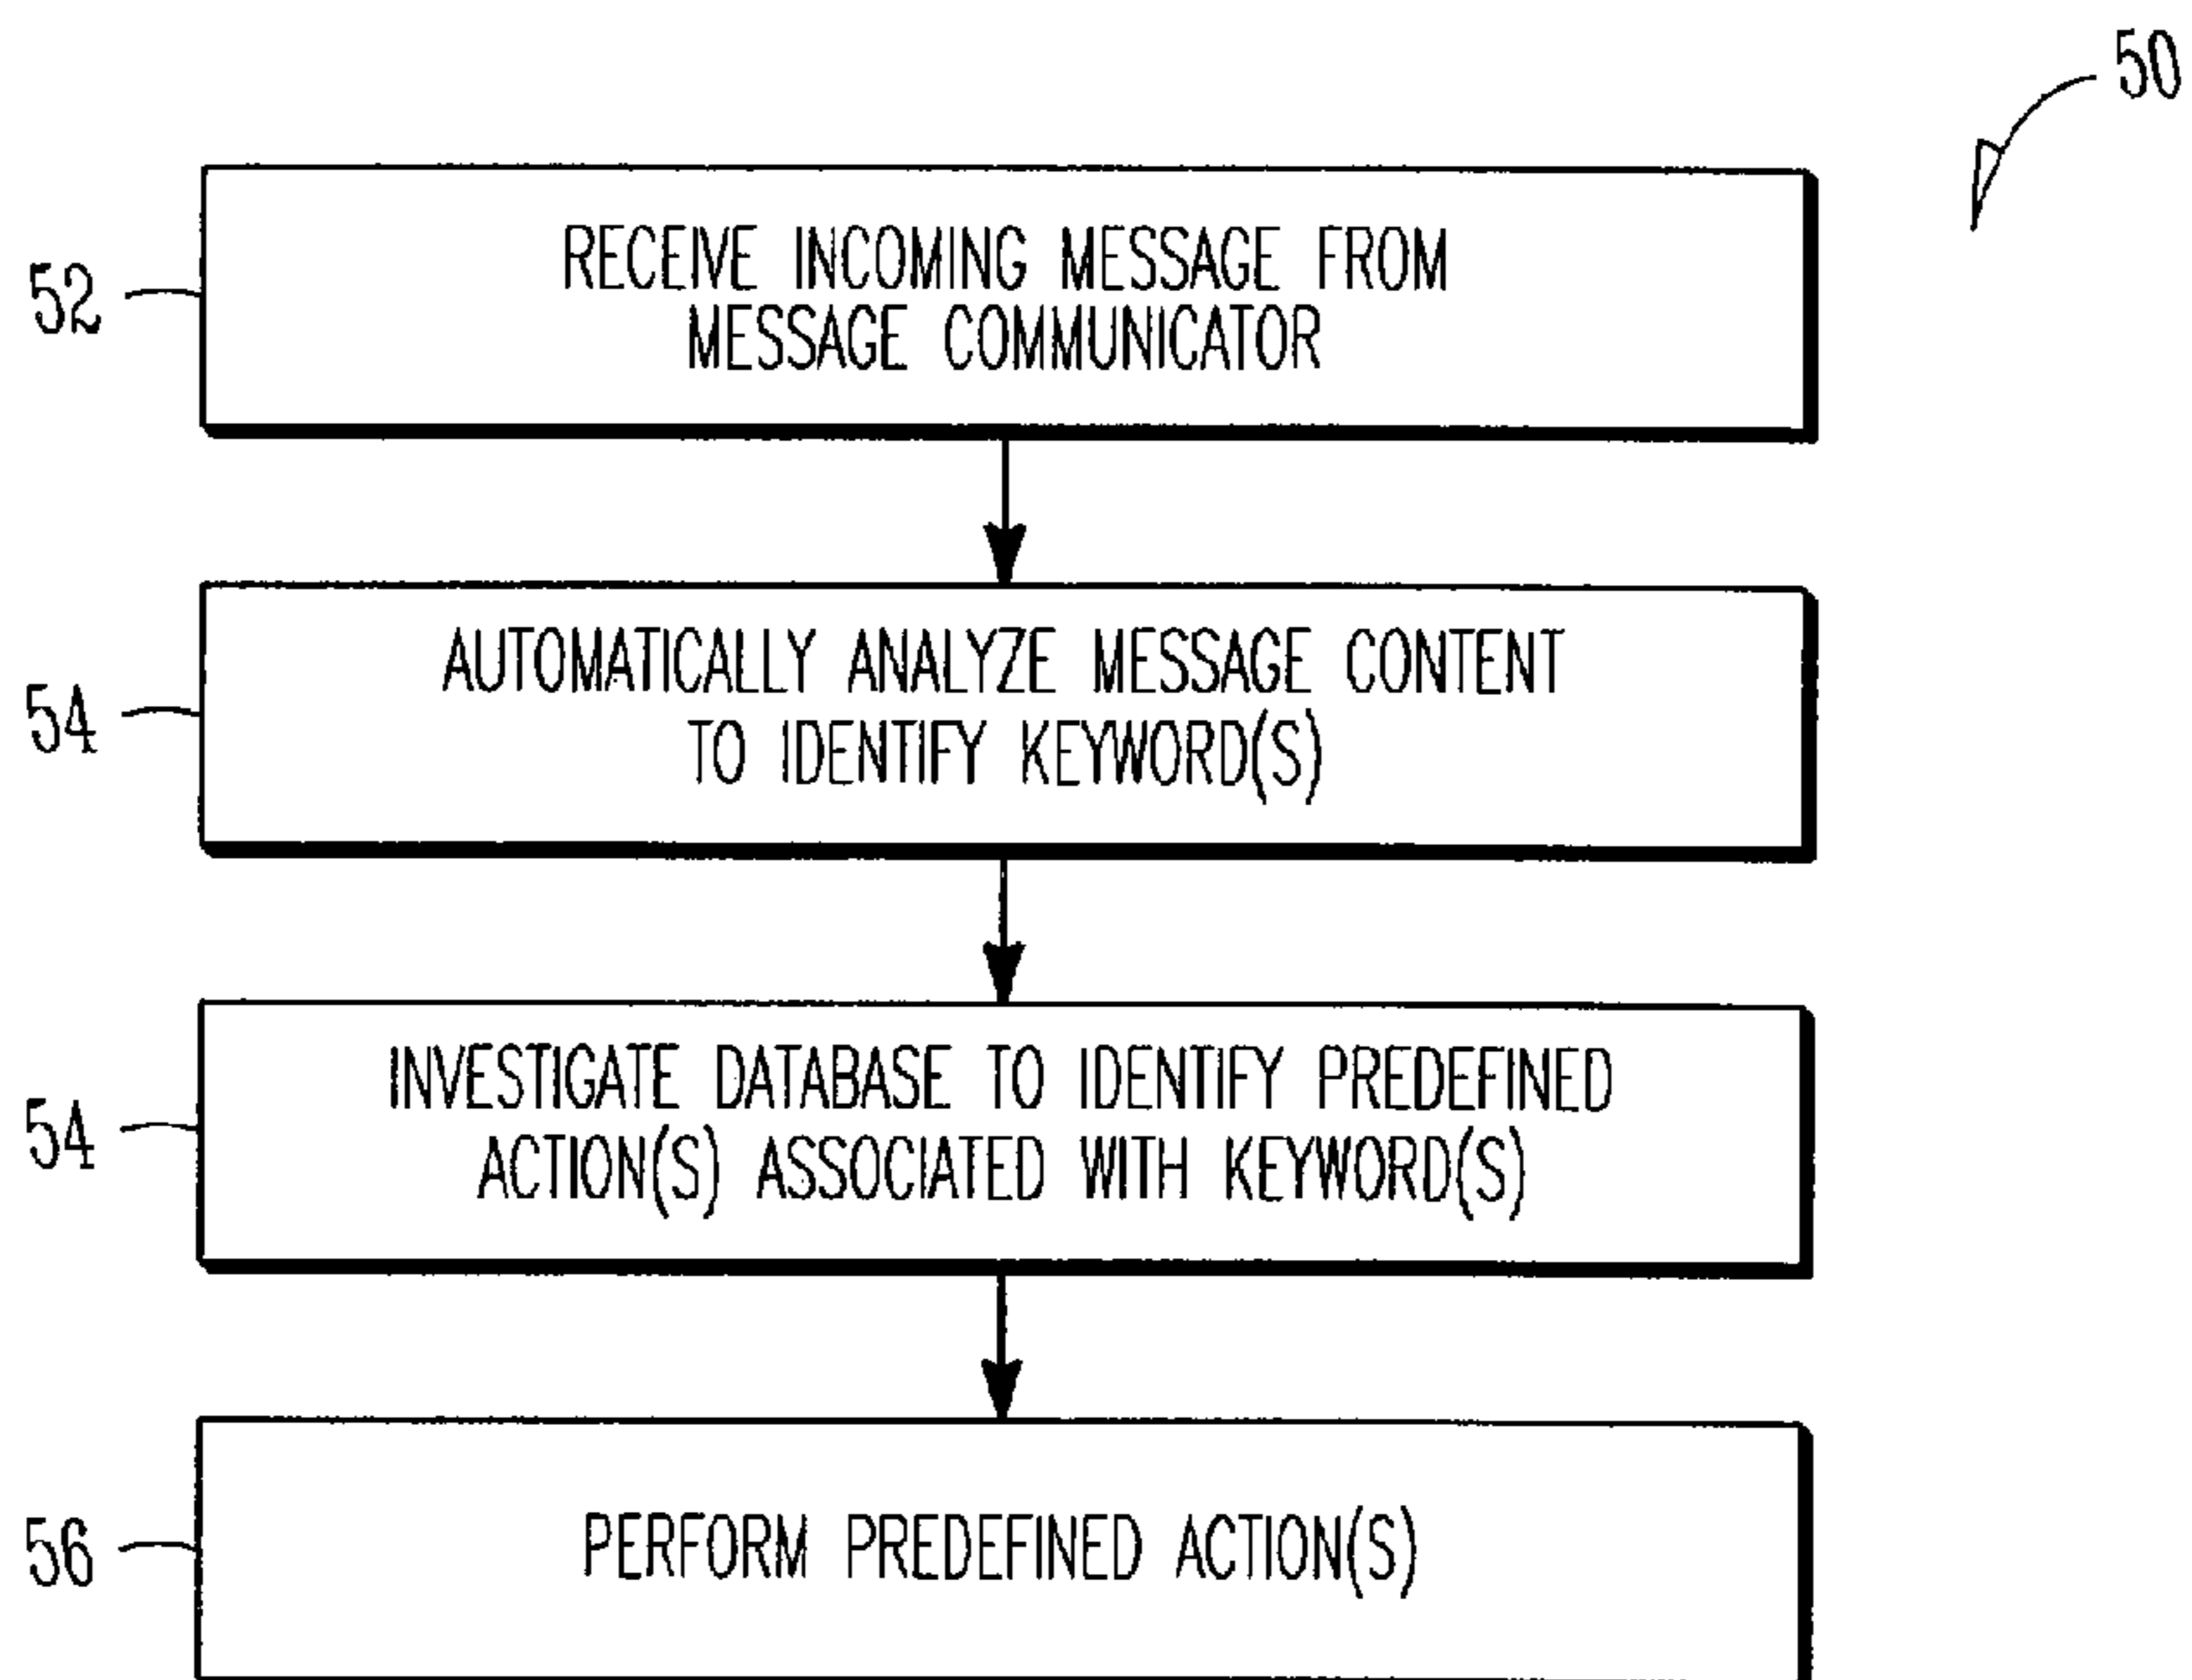 50
52
RECEIVE INCOMING MESSAGE FROM
MESSAGE COMMUNICATOR
54
AUTOMATICALLY ANALYZE MESSAGE CONTENT
TO IDENTIFY KEYWORD(S)
54
INVESTIGATE DATABASE TO IDENTIFY PREDEFINED
ACTION(S) ASSOCIATED WITH KEYWORD(S)
56
PERFORM PREDEFINED ACTION(S)